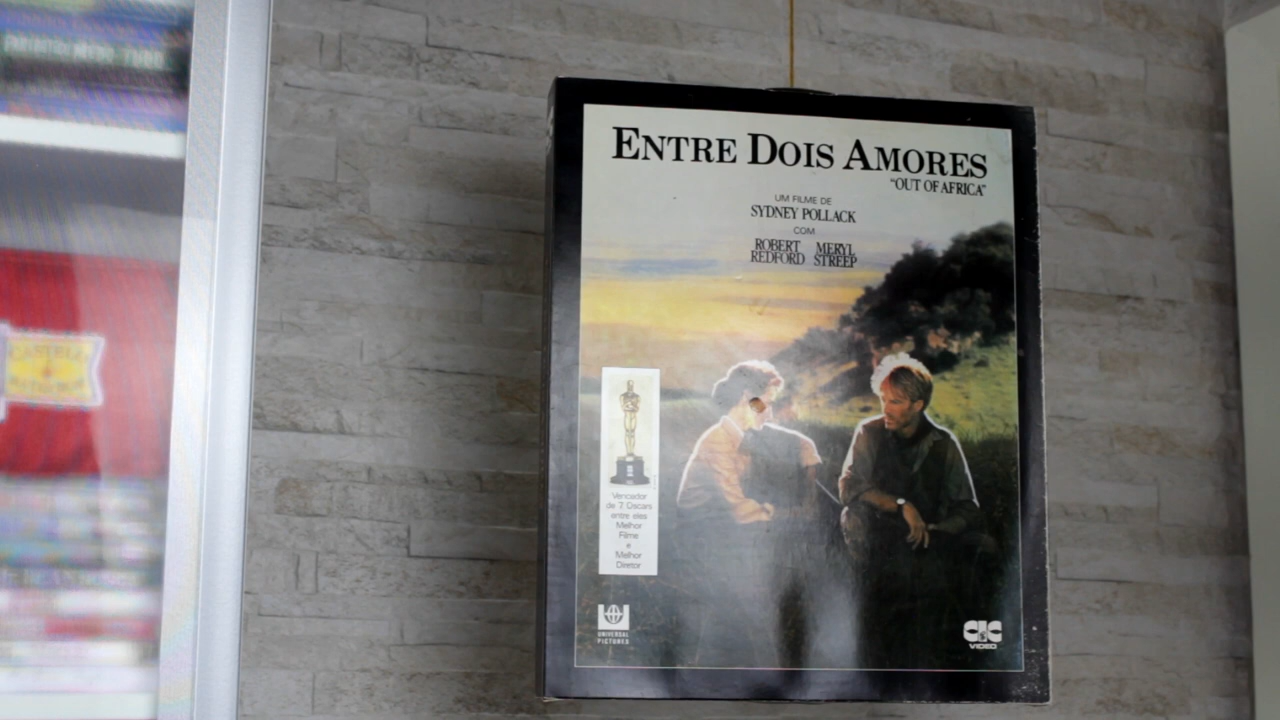 ENTRE DOIS AMORES
"OUT OF AFRICA"
UM FILME DE
SYDNEY POLLACK
COM
ROBERT MERYL
REDFORD STREEP
Vencedor
de 7 Oscars
entre eles
Melhor
Filme
e
Melhor
Diretor
UNIVERSAL
PICTURES
CIC
VIDEO